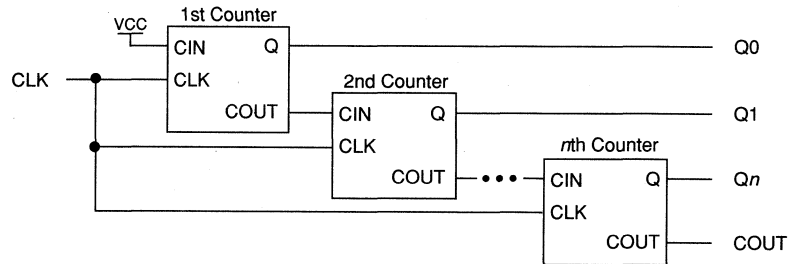 1st Counter
VCC
CIN Q Q0
CLK CLK
2nd Counter
COUT CIN Q Q1
CLK
nth Counter
COUT CIN Q Qn
CLK
COUT COUT